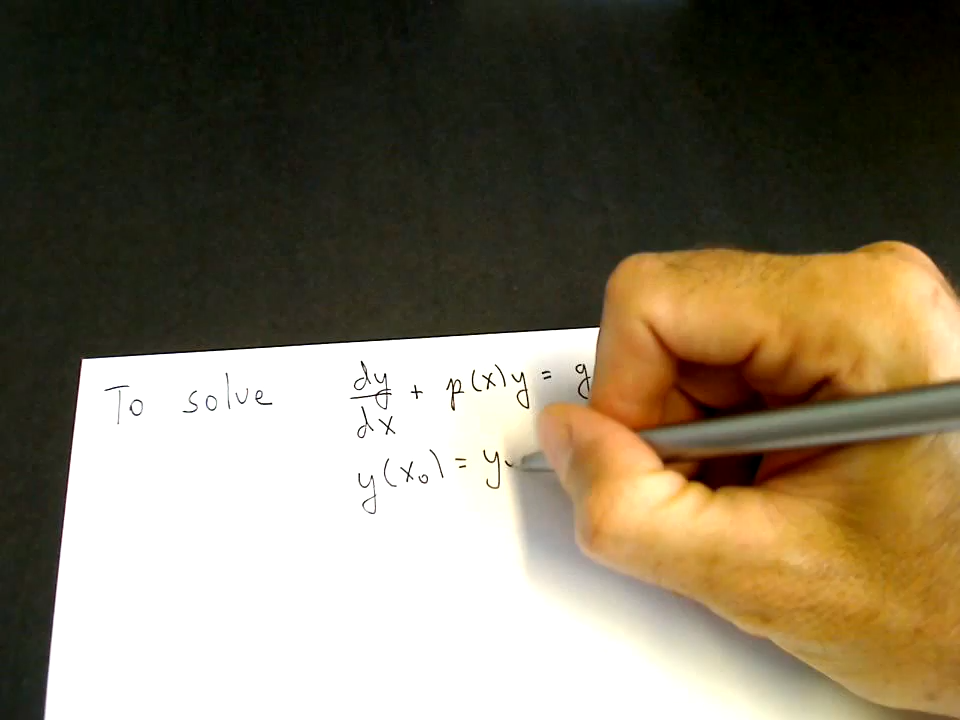 To solve dy/dx + p(x)y = g
y(x₀) = y